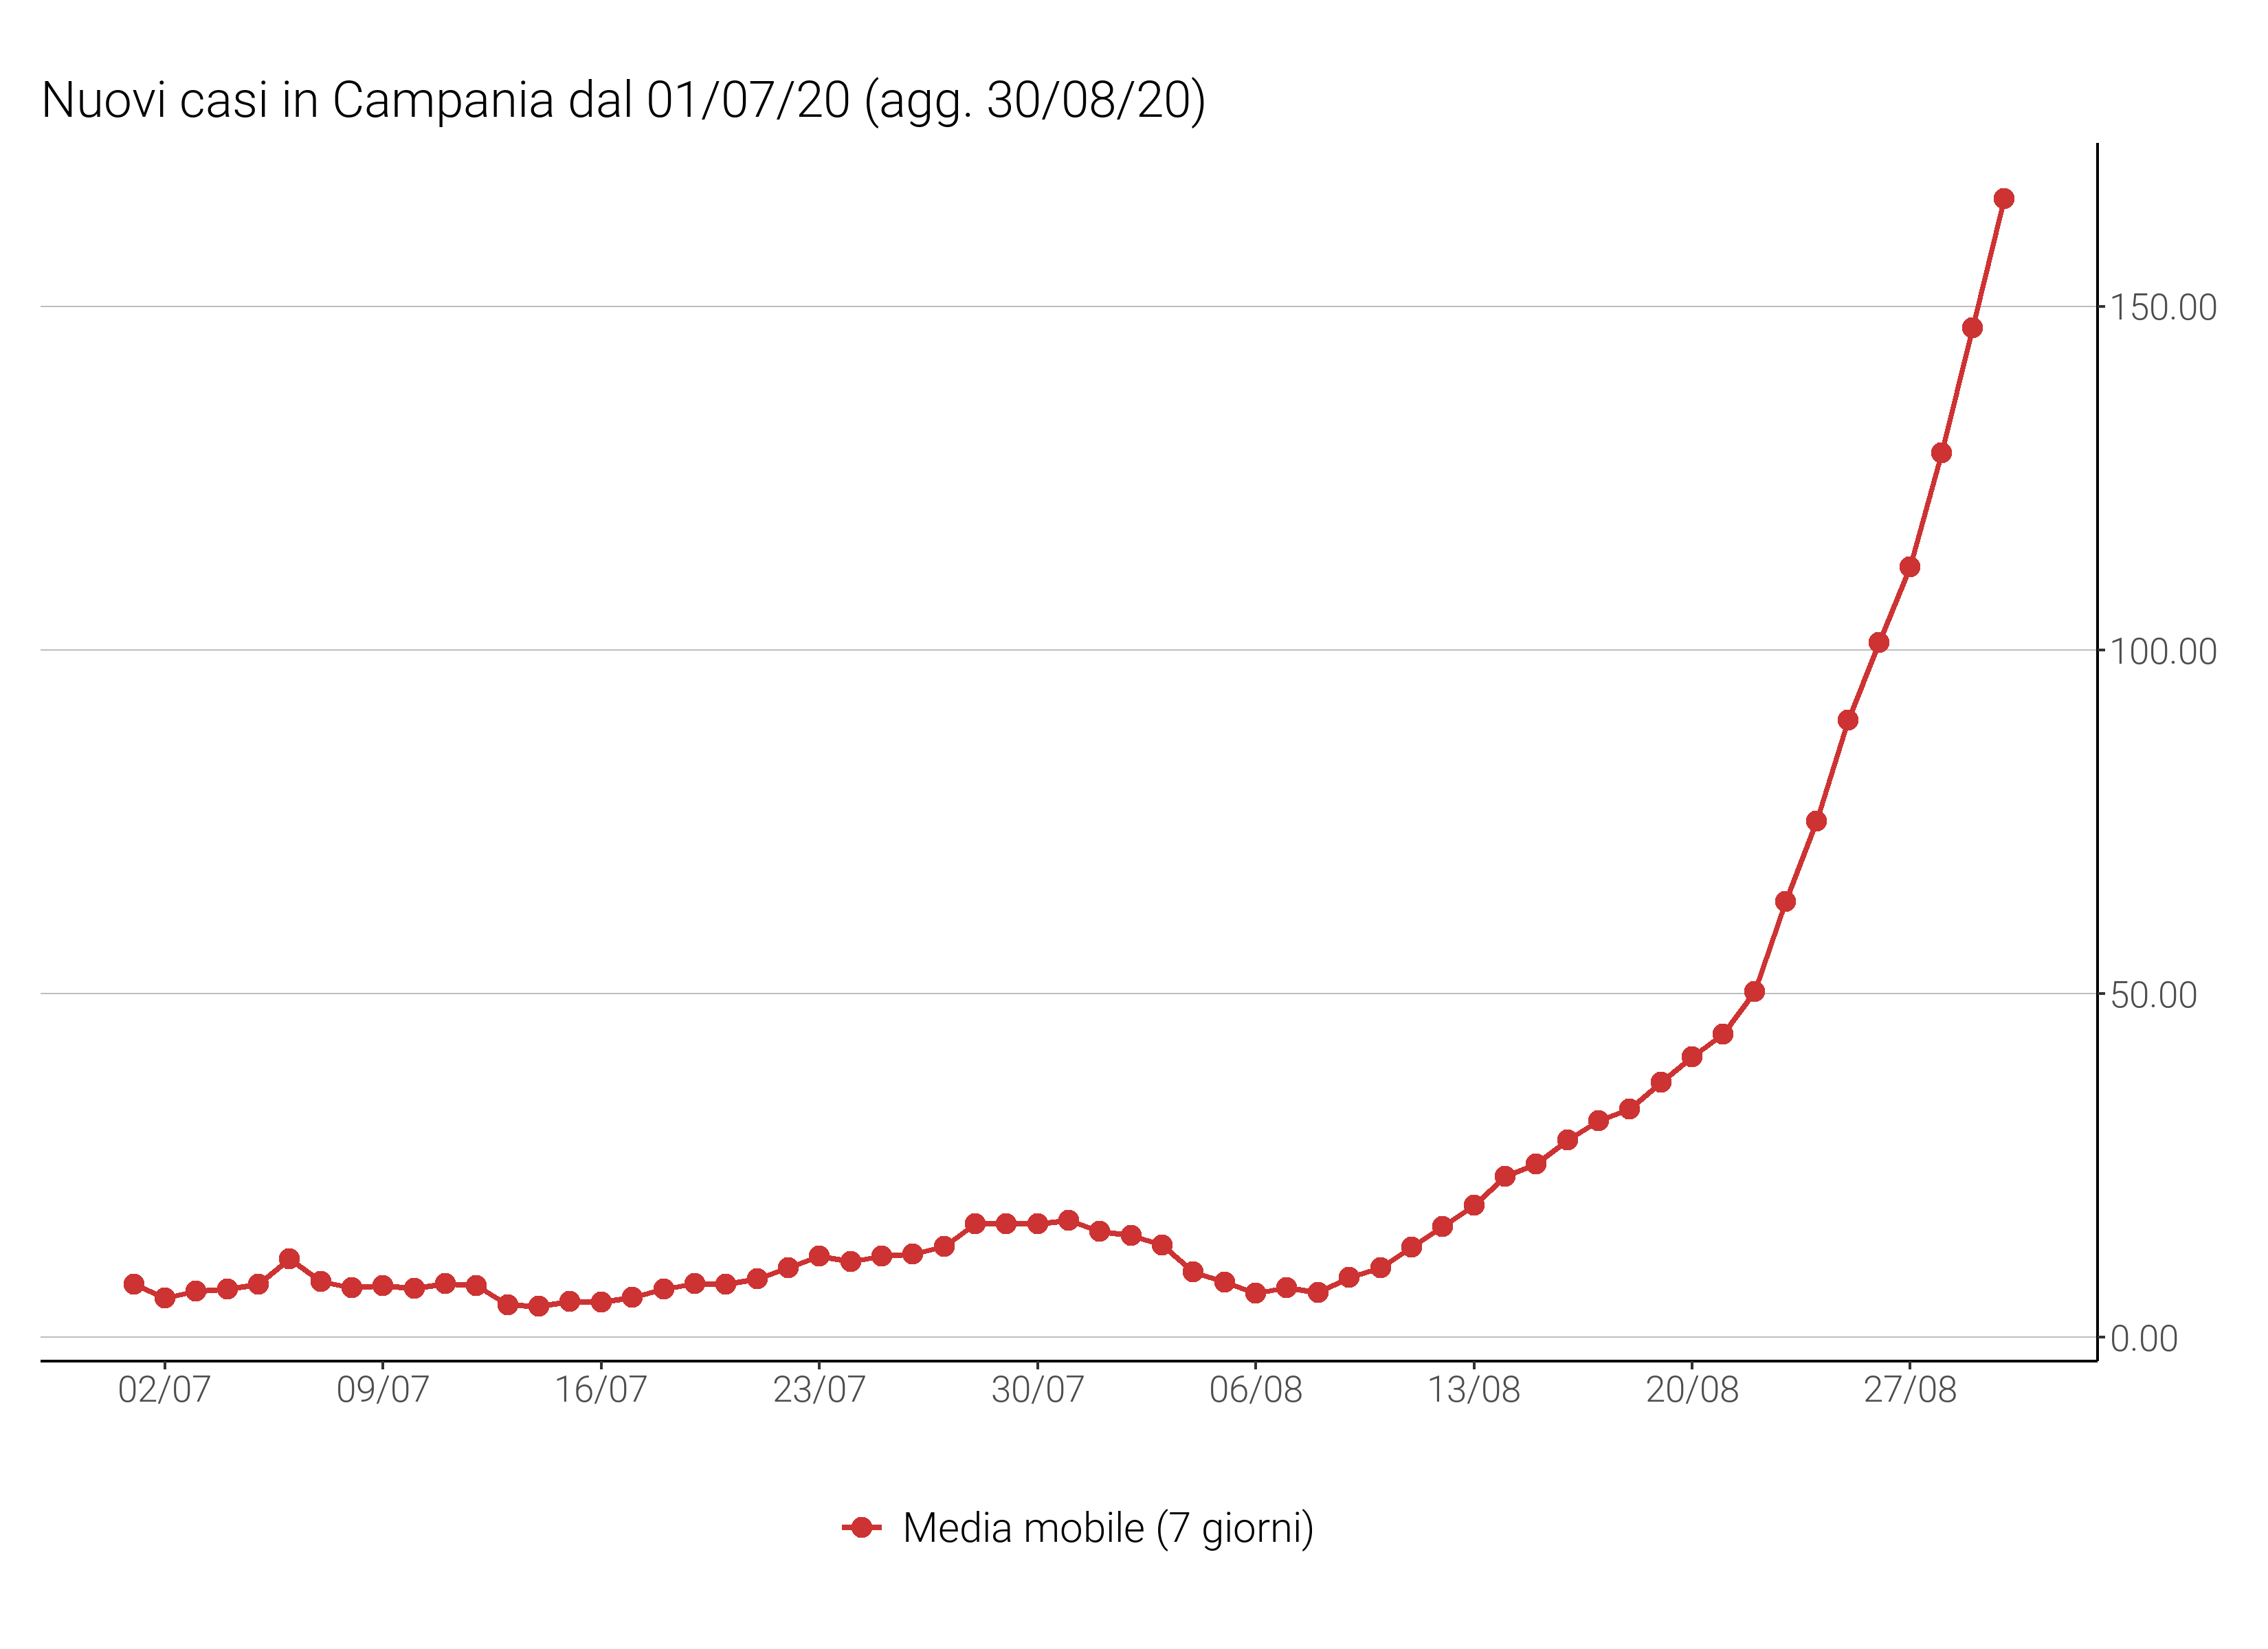 Nuovi casi in Campania dal 01/07/20 (agg. 30/08/20)
150.00
100.00
50.00
0.00
02/07 09/07 16/07 23/07 30/07 06/08 13/08 20/08 27/08
Media mobile (7 giorni)